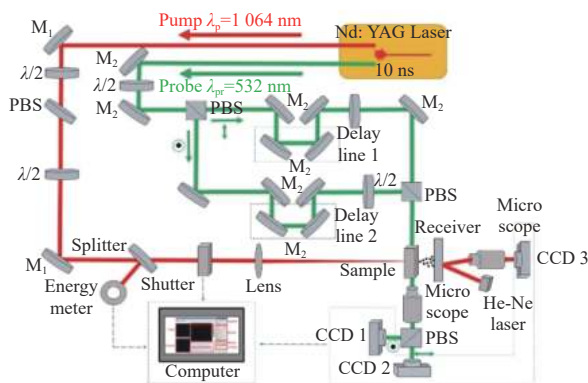 Pump λp=1 064 nm
Nd: YAG Laser
10 ns
M1
M2
Probe λpr=532 nm
λ/2
λ/2
PBS
M2
PBS
M2
M2
M2
Delay
line 1
λ/2
M2
M2
λ/2
PBS
Delay
line 2
M2
M1
Splitter
Energy
meter
Shutter
Lens
Sample
Receiver
Micro
scope
CCD 3
He-Ne
laser
Micro
scope
CCD 1
PBS
CCD 2
Computer